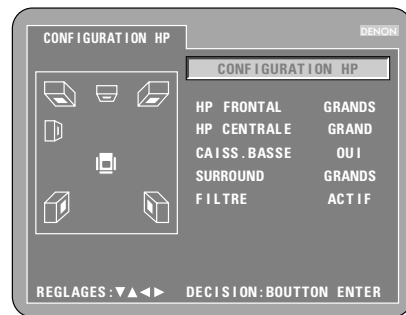 CONFIGURATION HP
DENON
CONFIGURATION HP
HP FRONTAL GRANDS
HP CENTRALE GRAND
CAISS.BASSE OUI
SURROUND GRANDS
FILTRE ACTIF
REGLAGES:▼▲◄► DECISION:BOUTTON ENTER